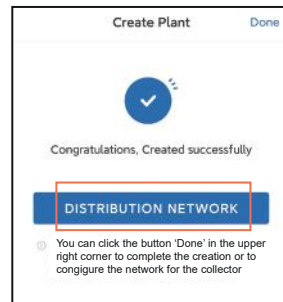 Create Plant Done
Congratulations, Created successfully
DISTRIBUTION NETWORK
You can click the button ‘Done’ in the upper
right corner to complete the creation or to
congigure the network for the collector